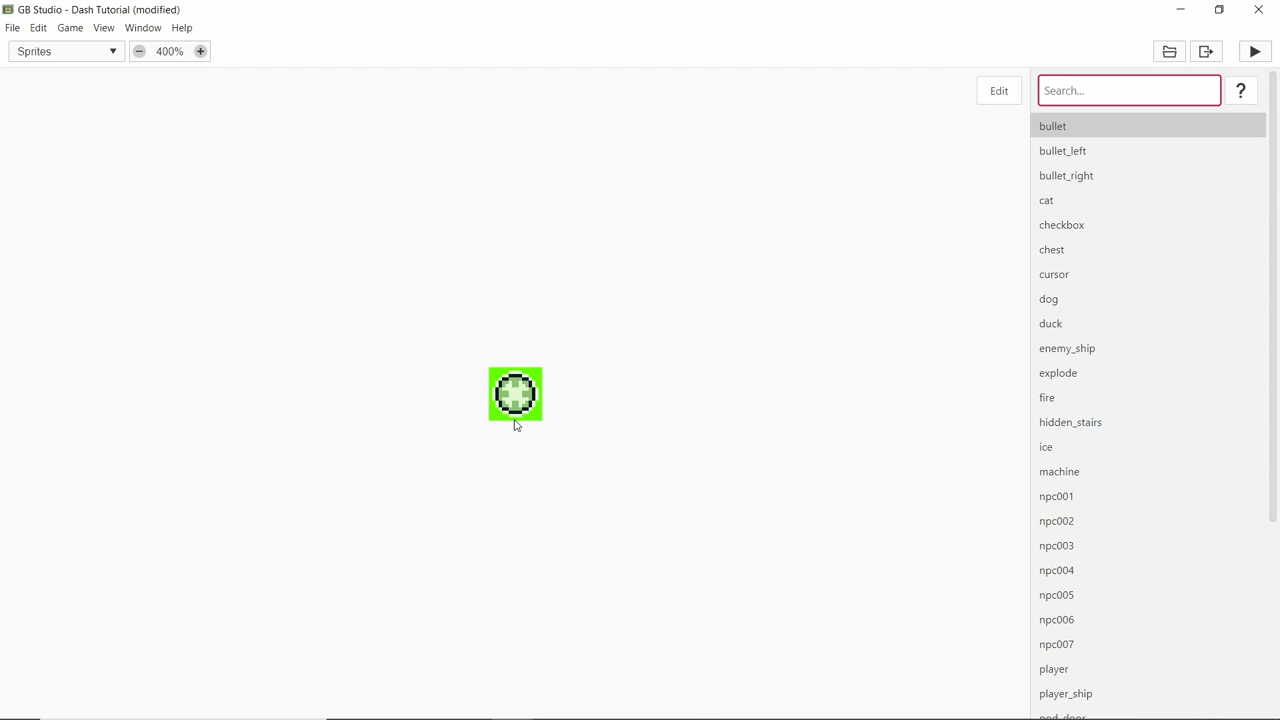 GB Studio - Dash Tutorial (modified)
File Edit Game View Window Help
Sprites 400%
Edit
Search...
?
bullet
bullet_left
bullet_right
cat
checkbox
chest
cursor
dog
duck
enemy_ship
explode
fire
hidden_stairs
ice
machine
npc001
npc002
npc003
npc004
npc005
npc006
npc007
player
player_ship